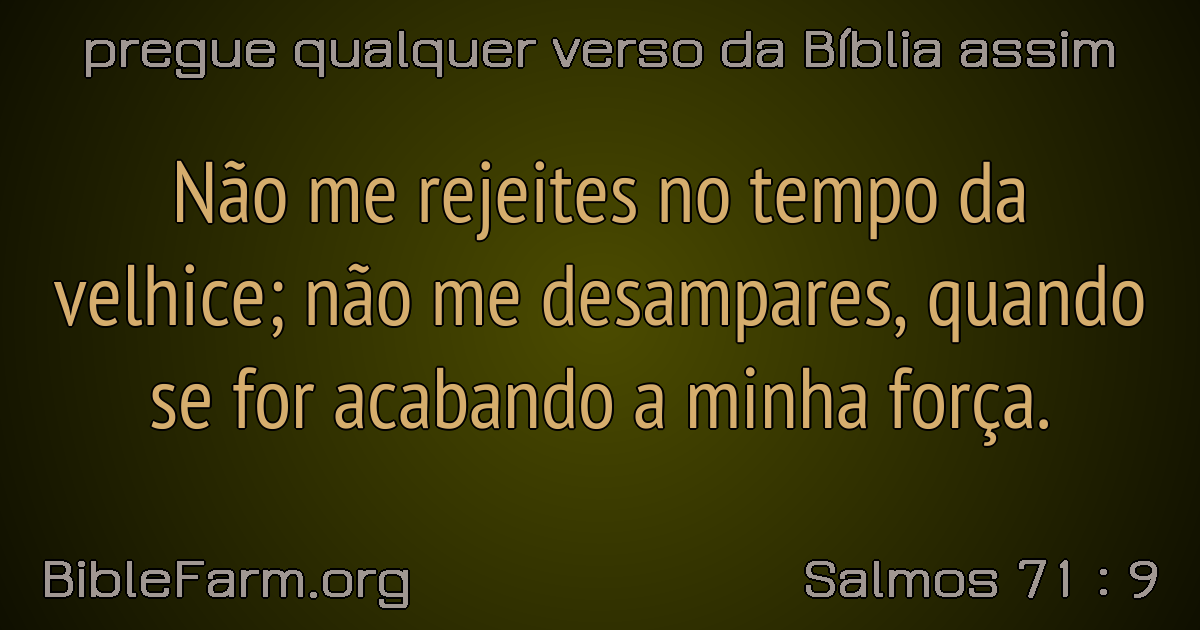 pregue qualquer verso da Bíblia assim
Não me rejeites no tempo da
velhice; não me desampares, quando
se for acabando a minha força.
BibleFarm.org
Salmos 71 : 9